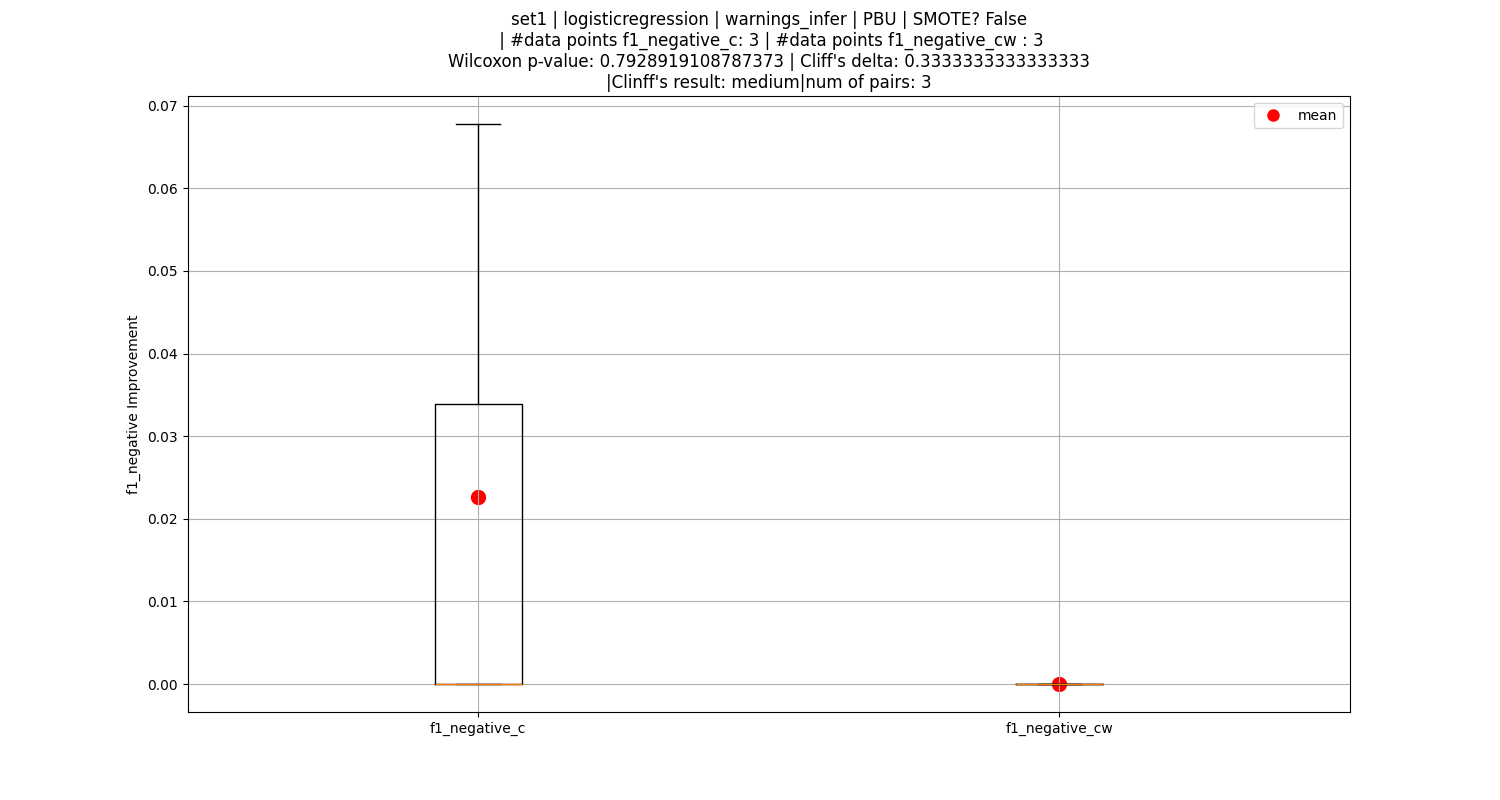 set1 | logisticregression | warnings_infer | PBU | SMOTE? False
| #data points f1_negative_c: 3 | #data points f1_negative_cw : 3
Wilcoxon p-value: 0.7928919108787373 | Cliff's delta: 0.3333333333333333
|Clinff's result: medium|num of pairs: 3
0.07
mean
0.06
0.05
0.04
f1_negative Improvement
0.03
0.02
0.01
0.00
f1_negative_c
f1_negative_cw